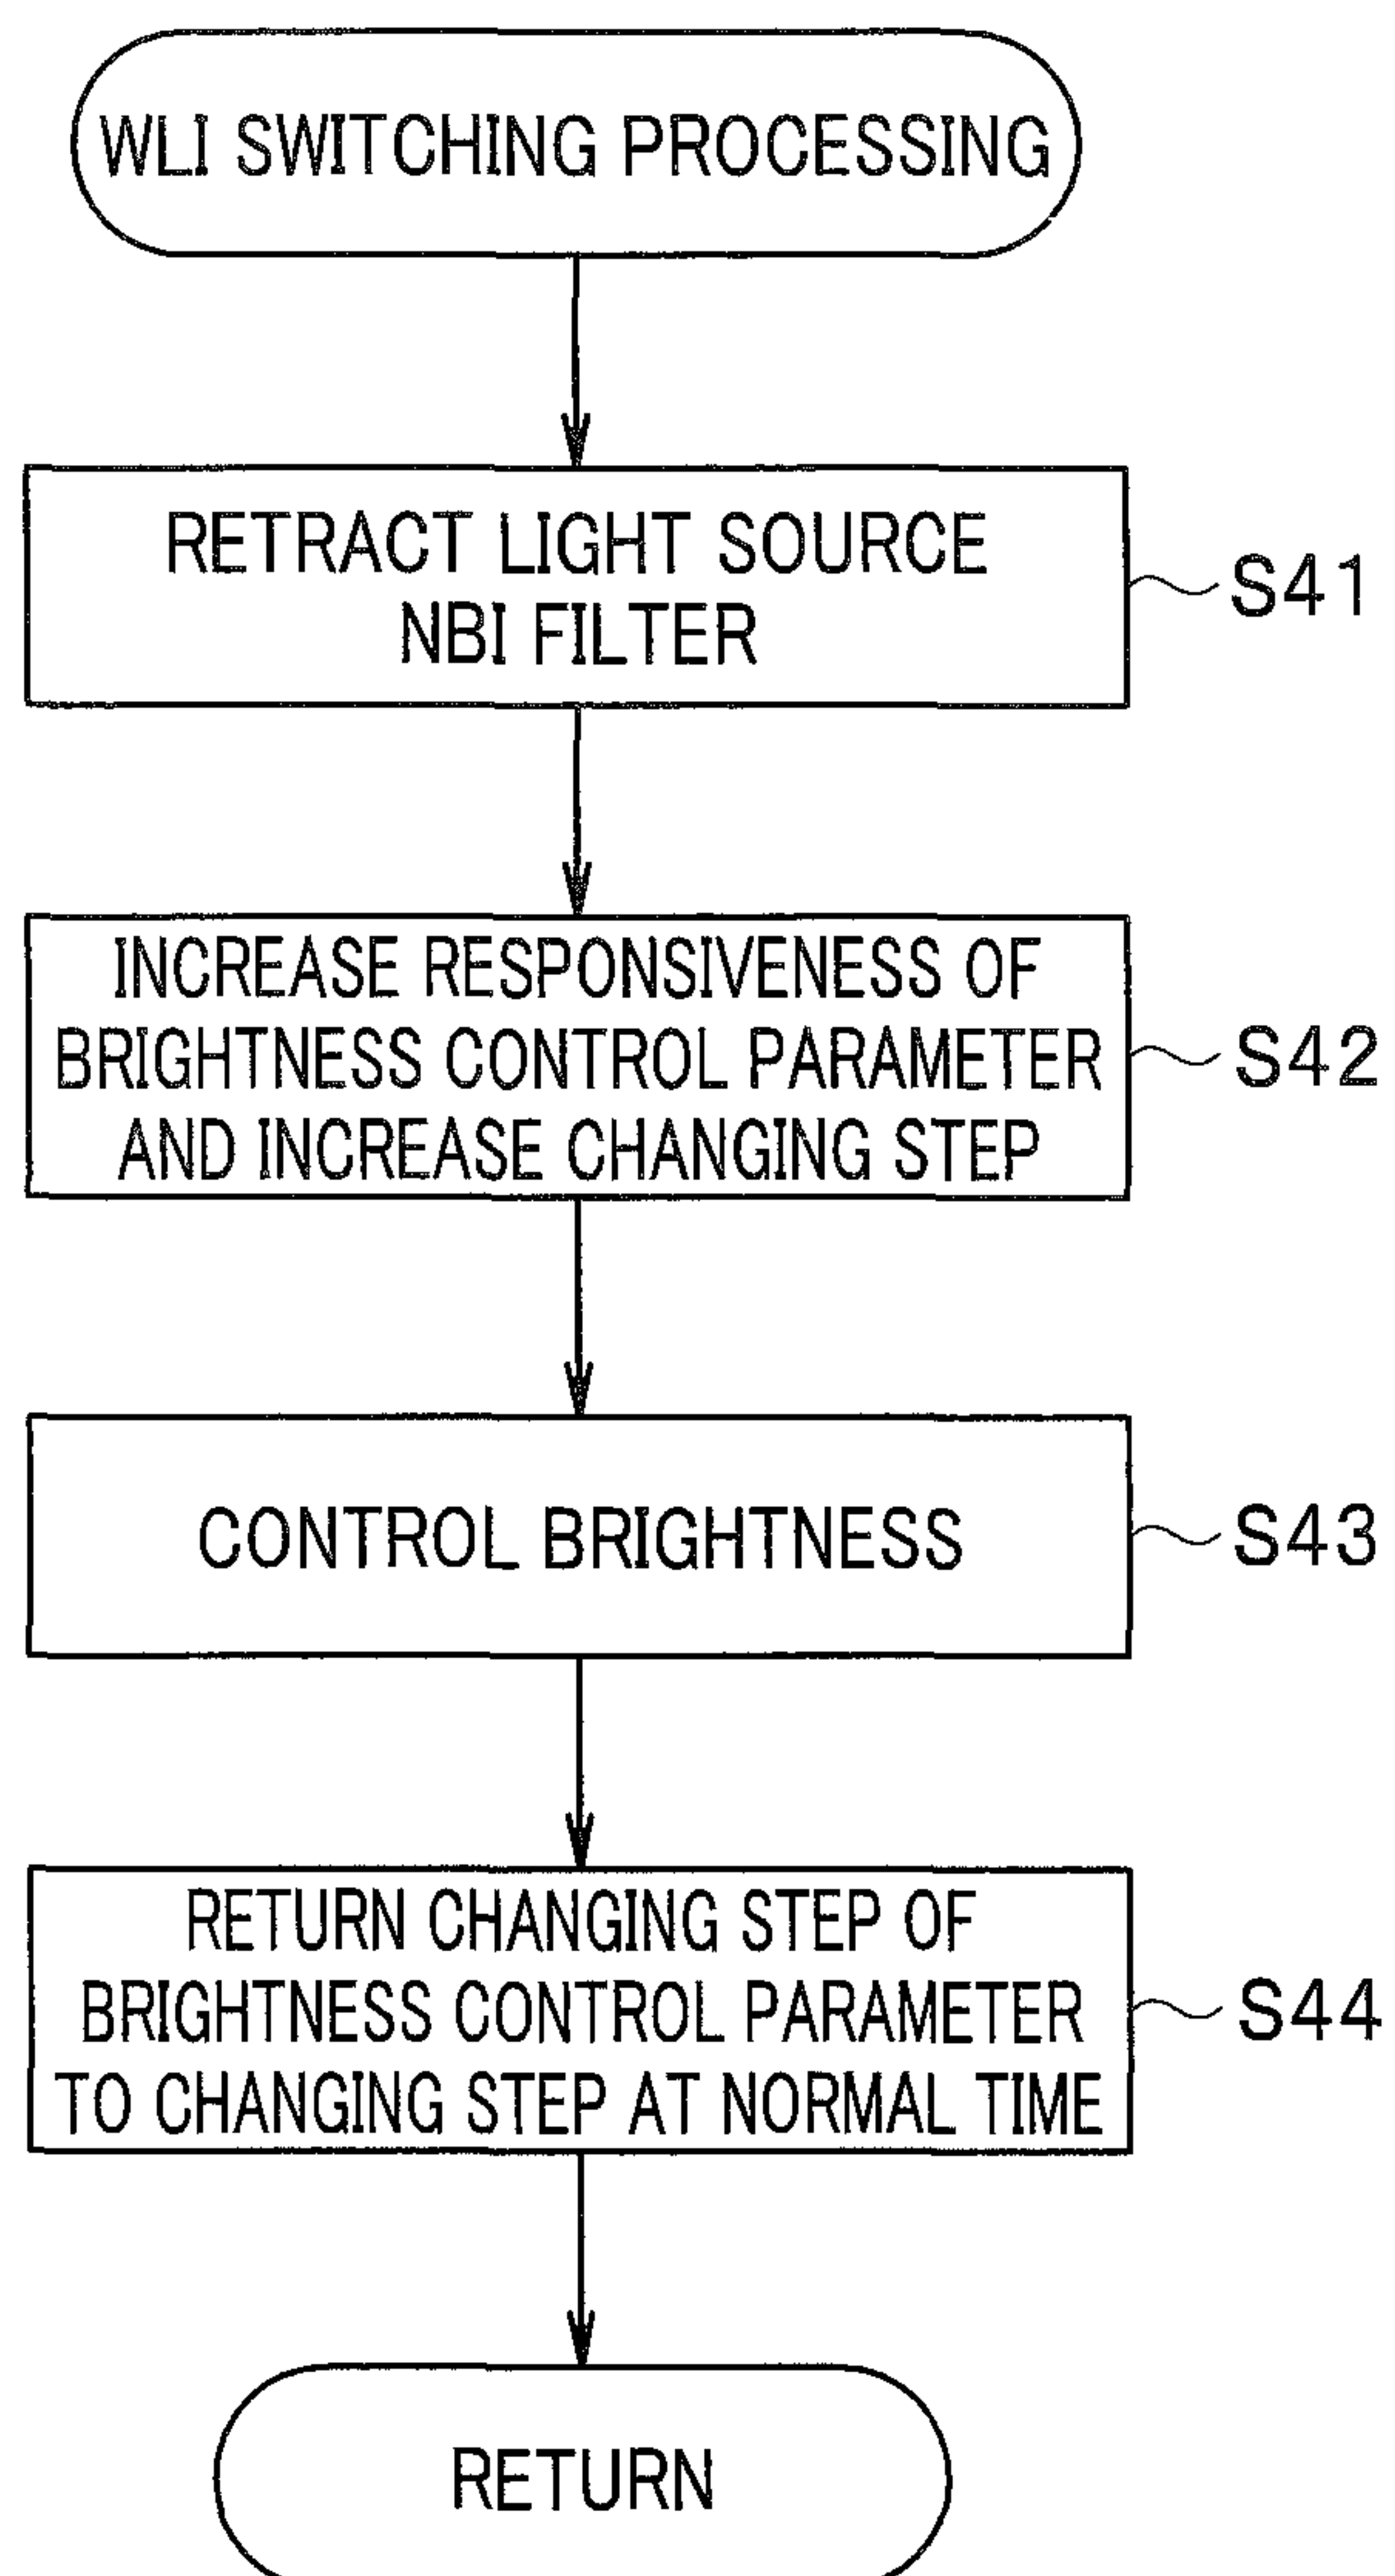 WLI SWITCHING PROCESSING
RETRACT LIGHT SOURCE
NBI FILTER
S41
INCREASE RESPONSIVENESS OF
BRIGHTNESS CONTROL PARAMETER
AND INCREASE CHANGING STEP
S42
CONTROL BRIGHTNESS
S43
RETURN CHANGING STEP OF
BRIGHTNESS CONTROL PARAMETER
TO CHANGING STEP AT NORMAL TIME
S44
RETURN